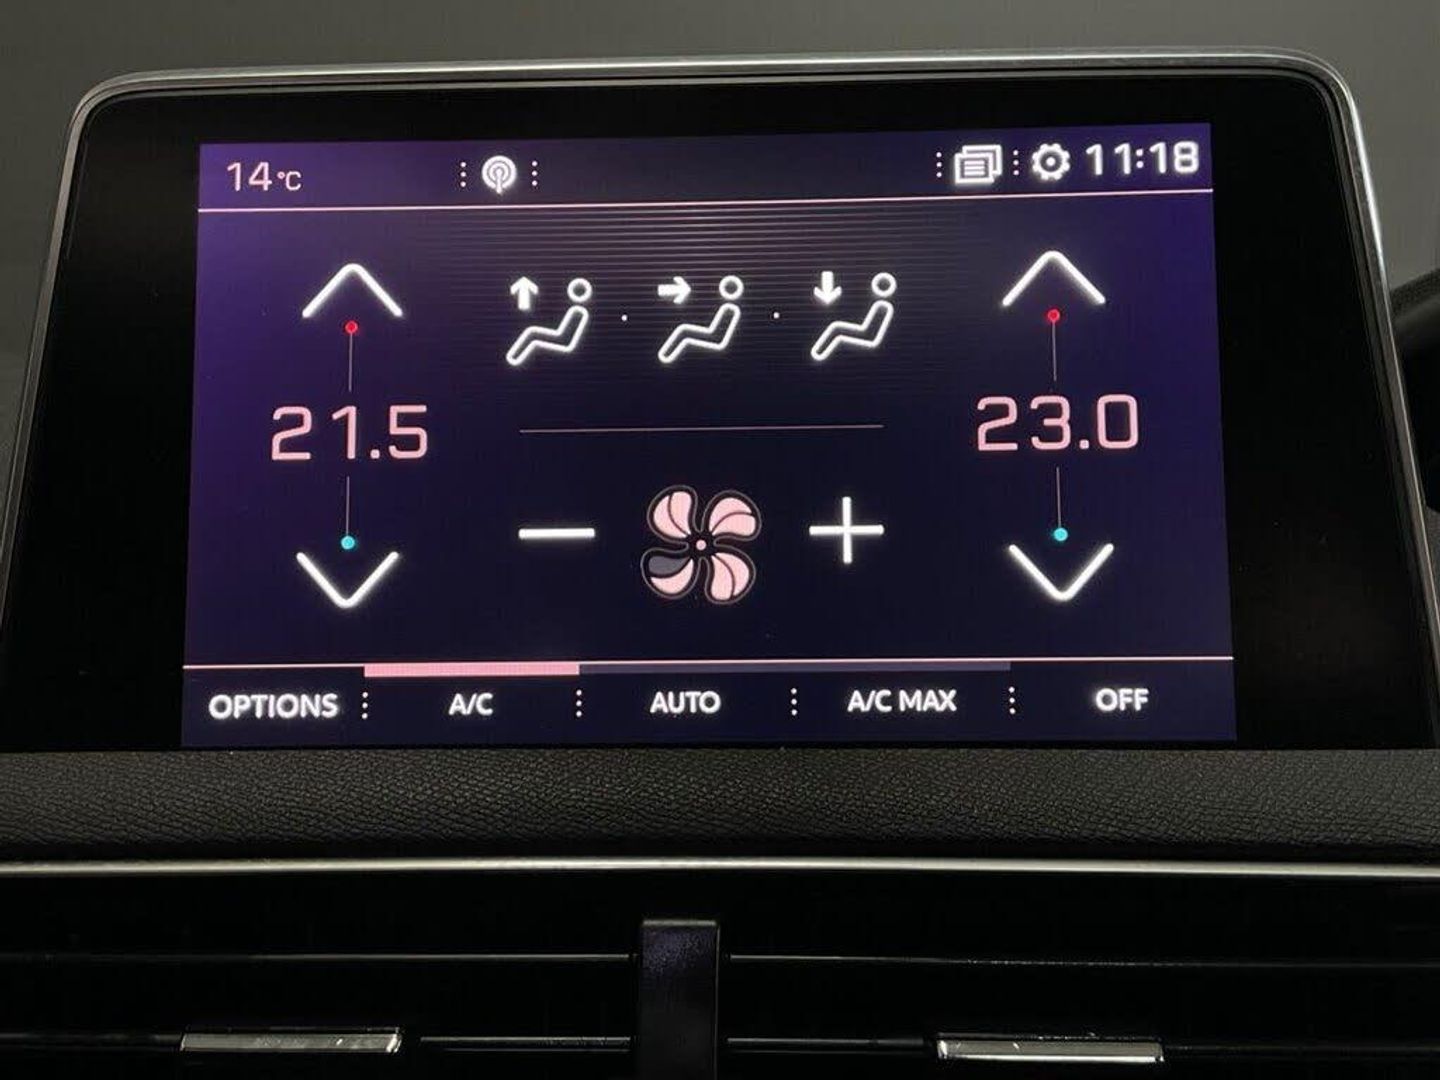 14°C 11:18
21.5 23.0
OPTIONS A/C AUTO A/C MAX OFF